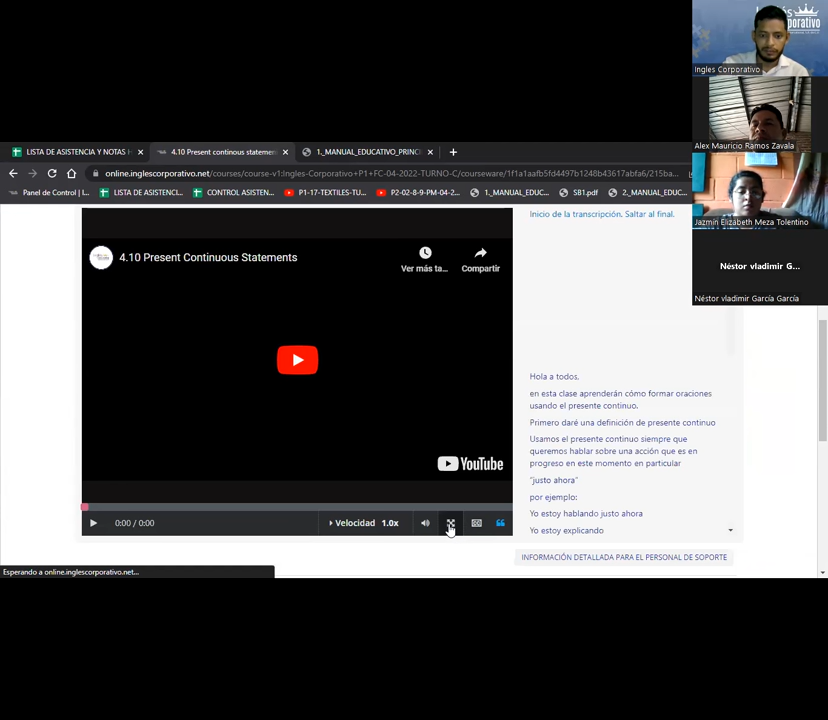 Ingles Corporativo
Alex Mauricio Ramos Zavala
Jazmin Elizabeth Meza Tolentino
Néstor vladimir G...
Néstor vladimir García García
LISTA DE ASISTENCIA Y NOTAS
4.10 Present continous statemen
1._MANUAL_EDUCATIVO_PRINC
online.inglescorporativo.net/courses/course-v1:Ingles-Corporativo+P1+FC-04-2022-TURNO-C/courseware/1f1a1aafb5fd4497b1248b43617abfa6/215ba...
Panel de Control | I...
LISTA DE ASISTENCI...
CONTROL ASISTEN...
P1-17-TEXTILES-TU...
P2-02-8-9-PM-04-2...
1._MANUAL_EDUC...
SB1.pdf
2._MANUAL_EDUC...
4.10 Present Continuous Statements
Ver más ta...
Compartir
YouTube
0:00 / 0:00
Velocidad 1.0x
Inicio de la transcripción. Saltar al final.
Hola a todos,
en esta clase aprenderán cómo formar oraciones
usando el presente continuo.
Primero daré una definición de presente continuo
Usamos el presente continuo siempre que
queremos hablar sobre una acción que es en
progreso en este momento en particular
"justo ahora"
por ejemplo:
Yo estoy hablando justo ahora
Yo estoy explicando
INFORMACIÓN DETALLADA PARA EL PERSONAL DE SOPORTE
Esperando a online.inglescorporativo.net...